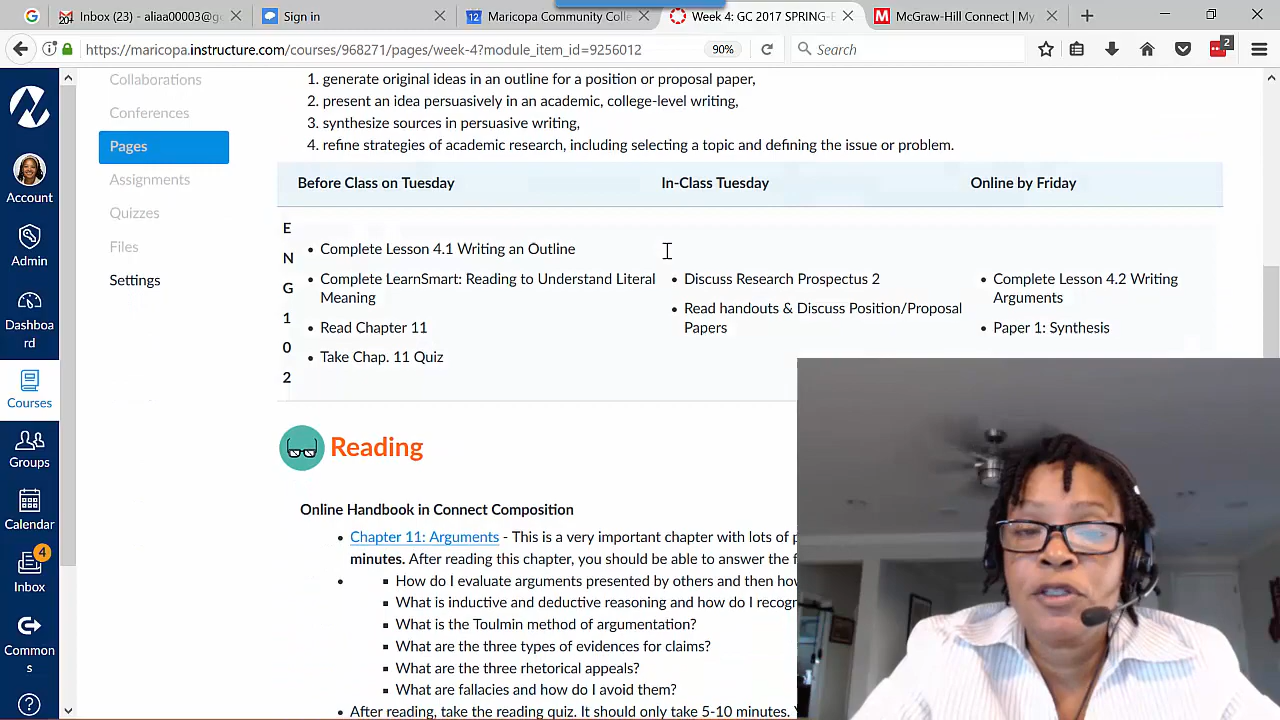 Inbox (3) - aliaa00003@g
Sign in
12 Maricopa Community Colle
Week 4: GC 2017 SPRING-E
M McGraw-Hill Connect | My
https://maricopa.instructure.com/courses/968271/pages/week-4?module_item_id=9256012
90%
Search
2
Collaborations
Conferences
Pages
Assignments
Quizzes
Files
Settings
Account
Admin
Dashboa
rd
Courses
Groups
Calendar
4
Inbox
Common
s
1. generate original ideas in an outline for a position or proposal paper,
2. present an idea persuasively in an academic, college-level writing,
3. synthesize sources in persuasive writing,
4. refine strategies of academic research, including selecting a topic and defining the issue or problem.
Before Class on Tuesday
In-Class Tuesday
Online by Friday
E
N
G
1
0
2
• Complete Lesson 4.1 Writing an Outline
• Complete LearnSmart: Reading to Understand Literal
Meaning
• Read Chapter 11
• Take Chap. 11 Quiz
• Discuss Research Prospectus 2
• Read handouts & Discuss Position/Proposal
Papers
• Complete Lesson 4.2 Writing
Arguments
• Paper 1: Synthesis
Reading
Online Handbook in Connect Composition
• Chapter 11: Arguments - This is a very important chapter with lots of p
minutes. After reading this chapter, you should be able to answer the f
How do I evaluate arguments presented by others and then how
What is inductive and deductive reasoning and how do I recogn
What is the Toulmin method of argumentation?
What are the three types of evidences for claims?
What are the three rhetorical appeals?
What are fallacies and how do I avoid them?
• After reading, take the reading quiz. It should only take 5-10 minutes.